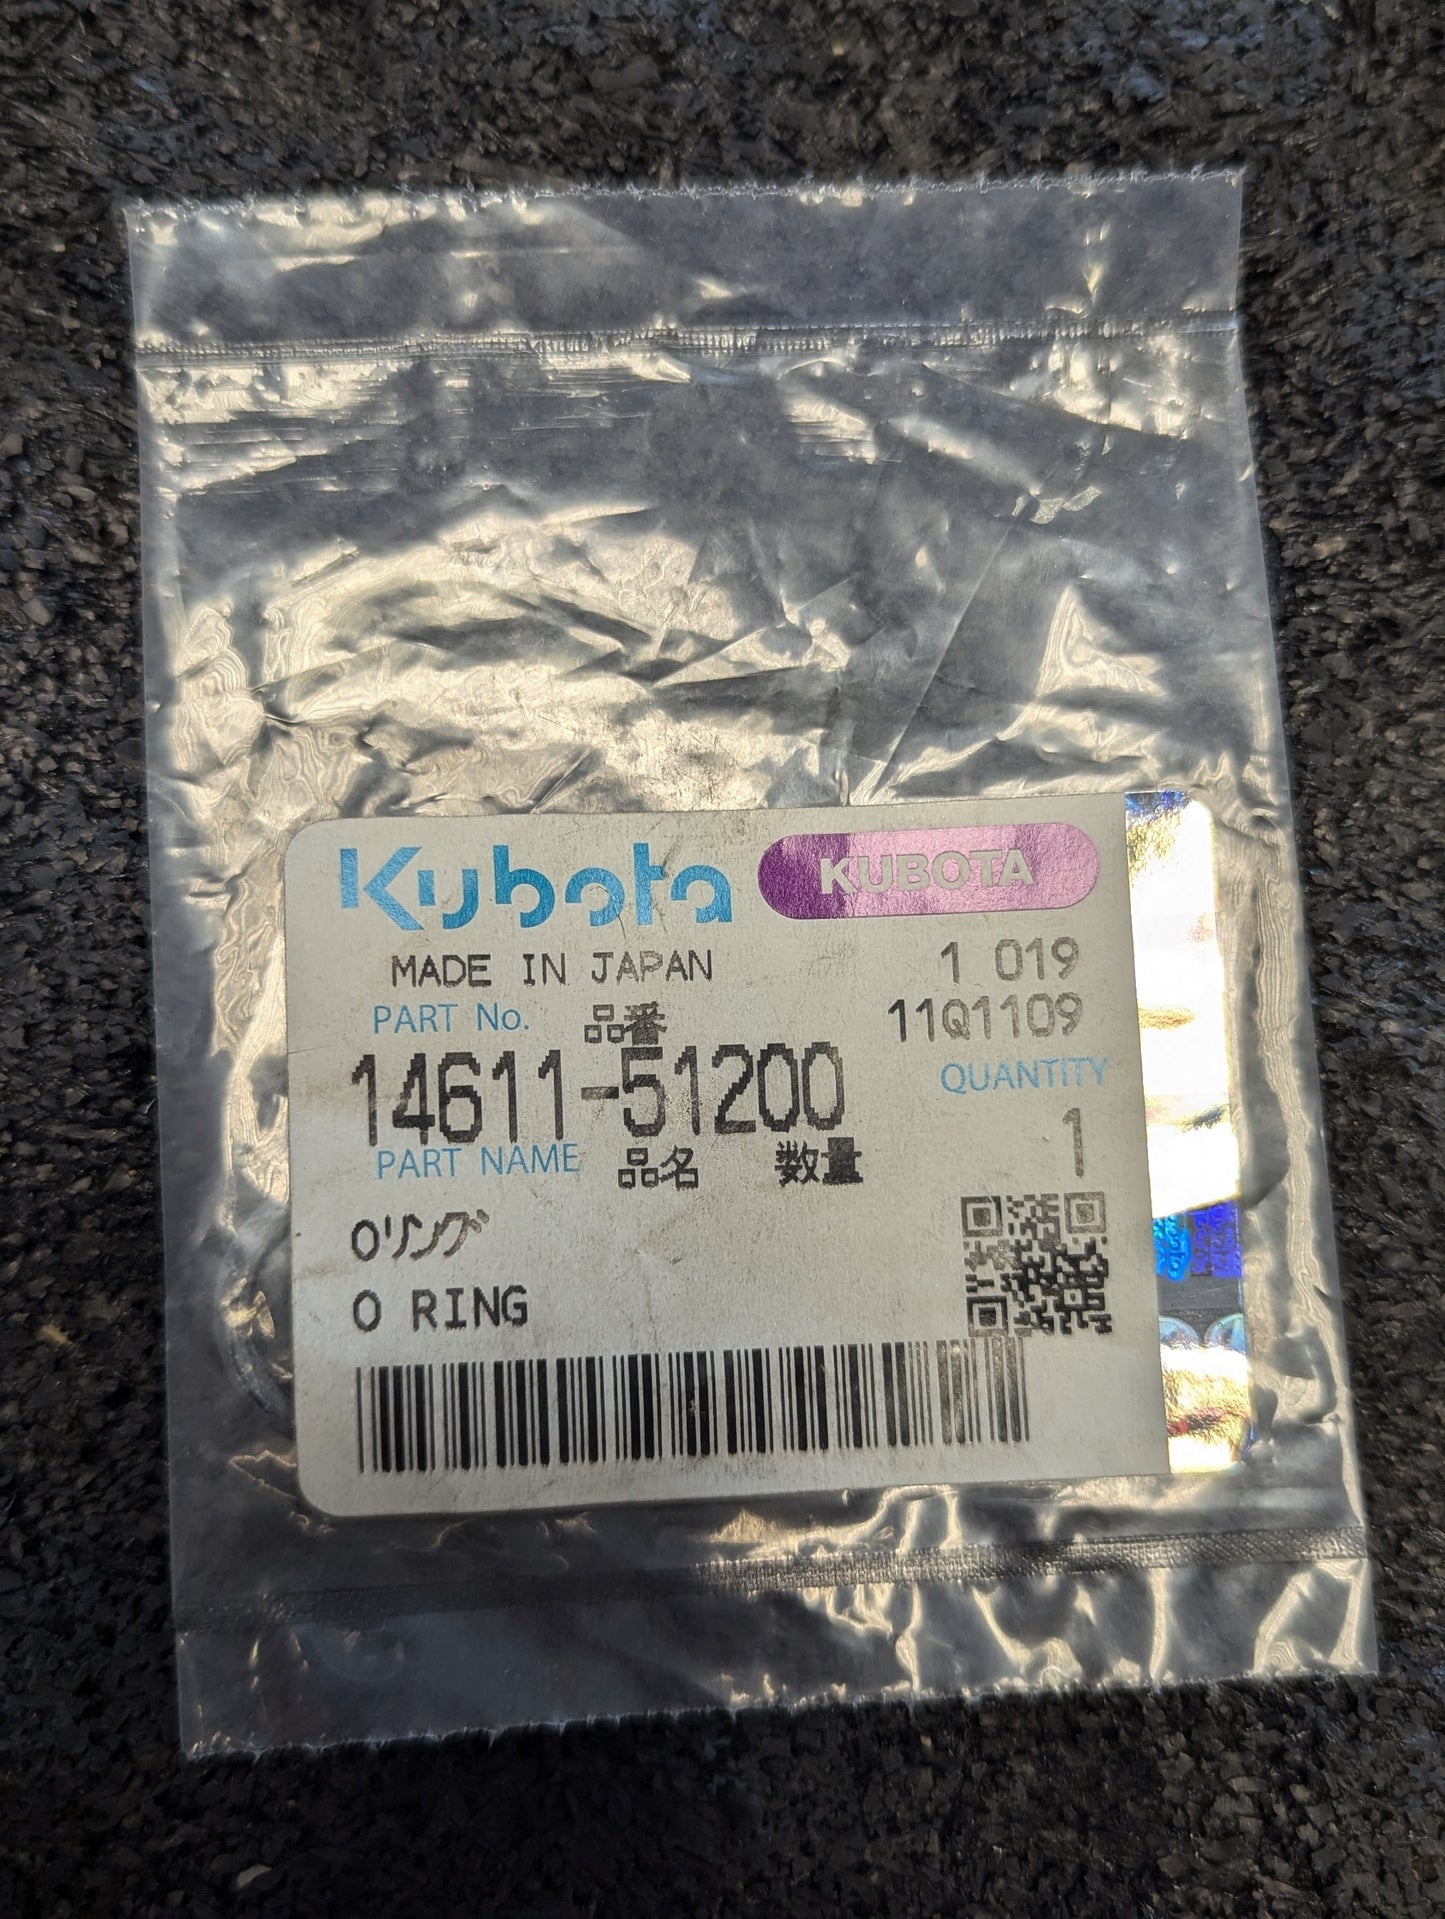 Kubota KUBOTA
MADE IN JAPAN 1 019
PART No. 品番 11Q1109
14611-51200 QUANTITY
PART NAME 品名 数量 1
Oリング
O RING